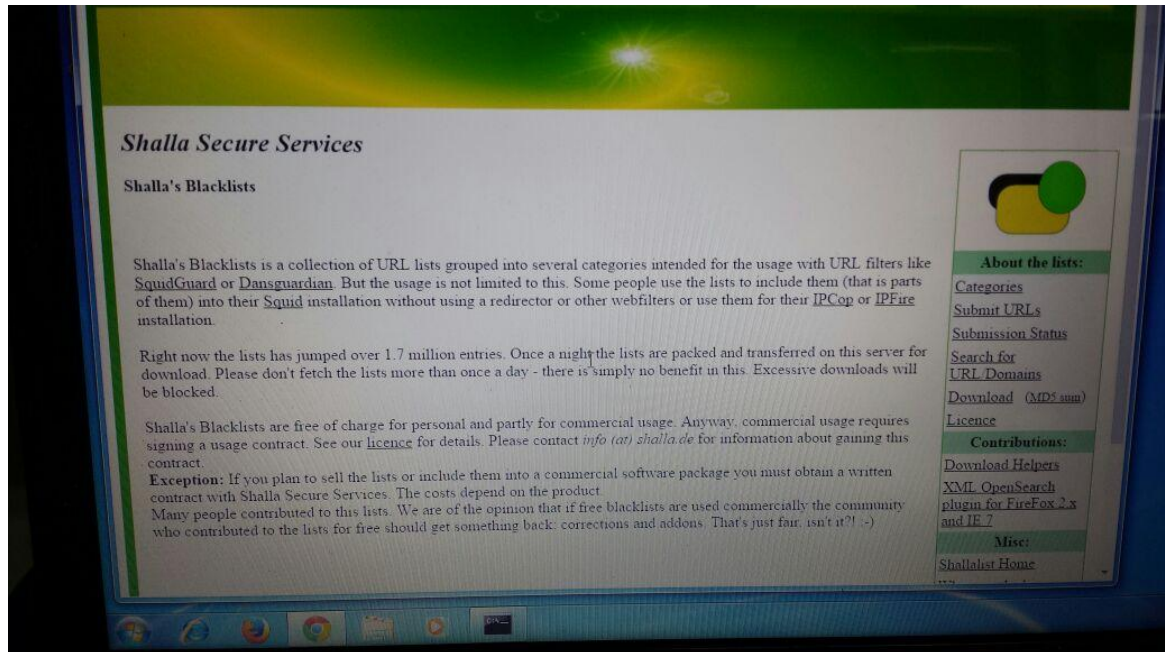 Shalla Secure Services
Shalla's Blacklists
Shalla's Blacklists is a collection of URL lists grouped into several categories intended for the usage with URL filters like
SquidGuard or Dansguardian. But the usage is not limited to this. Some people use the lists to include them (that is parts
of them) into their Squid installation without using a redirector or other webfilters or use them for their IPCop or IPFire
installation.
Right now the lists has jumped over 1.7 million entries. Once a night the lists are packed and transferred on this server for
download. Please don't fetch the lists more than once a day - there is simply no benefit in this. Excessive downloads will
be blocked.
Shalla's Blacklists are free of charge for personal and partly for commercial usage. Anyway, commercial usage requires
signing a usage contract. See our licence for details. Please contact info (at) shalla.de for information about gaining this
contract.
Exception: If you plan to sell the lists or include them into a commercial software package you must obtain a written
contract with Shalla Secure Services. The costs depend on the product.
Many people contributed to this lists. We are of the opinion that if free blacklists are used commercially the community
who contributed to the lists for free should get something back: corrections and addons. That's just fair, isn't it?! :-)
About the lists:
Categories
Submit URLs
Submission Status
Search for
URL/Domains
Download (MD5 sum)
Licence
Contributions:
Download Helpers
XML OpenSearch
plugin for FireFox 2.x
and IE 7
Misc:
Shallalist Home